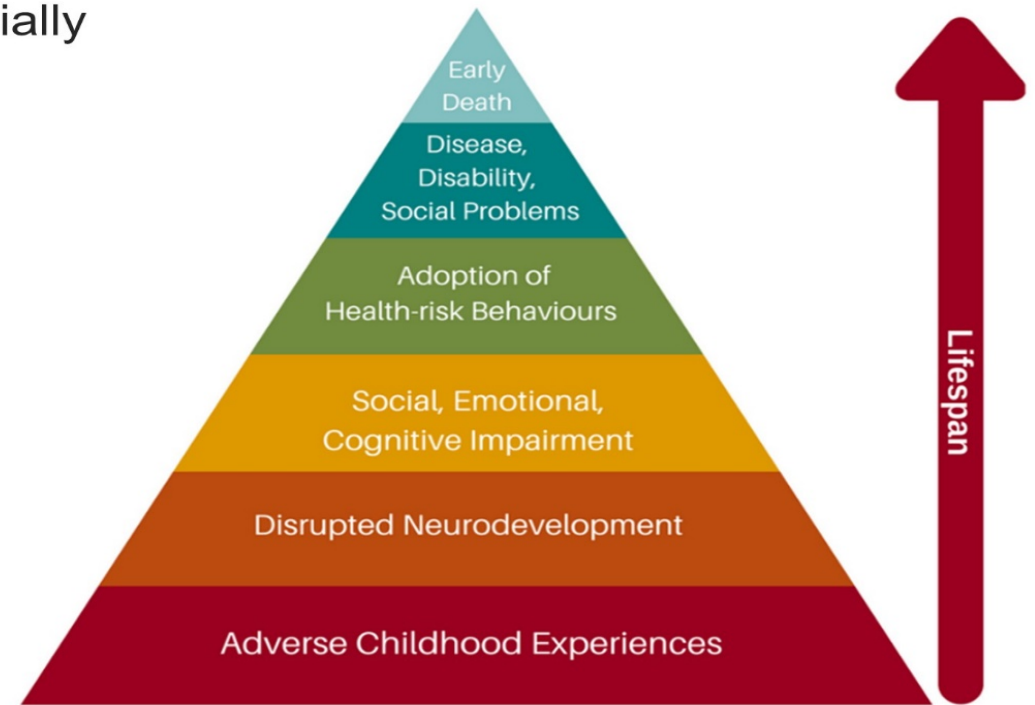 ially
Early
Death
Disease,
Disability,
Social Problems
Adoption of
Health-risk Behaviours
Social, Emotional,
Cognitive Impairment
Disrupted Neurodevelopment
Adverse Childhood Experiences
Lifespan